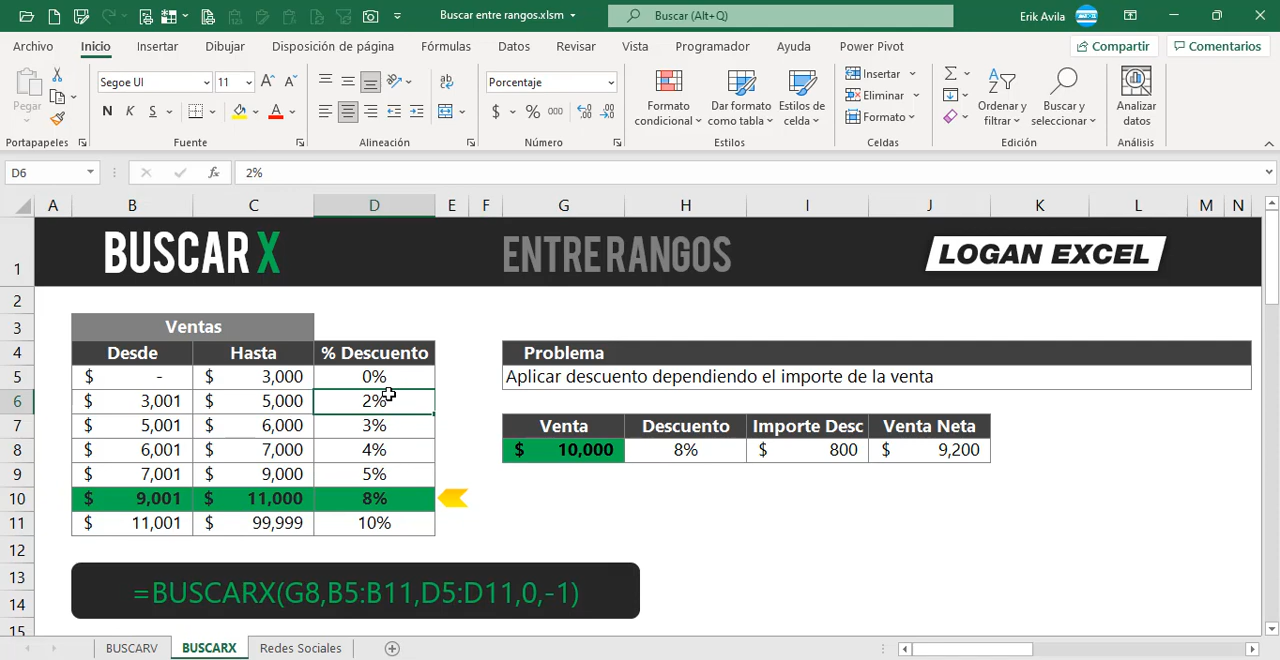 Buscar entre rangos.xlsm
Buscar (Alt+Q)
Erik Avila
Archivo Inicio Insertar Dibujar Disposición de página Fórmulas Datos Revisar Vista Programador Ayuda Power Pivot Compartir Comentarios
Pegar
Segoe UI 11
N K S
Porcentaje
$ % 000
Formato condicional
Dar formato como tabla
Estilos de celda
Insertar
Eliminar
Formato
Ordenar y filtrar
Buscar y seleccionar
Analizar datos
Portapapeles Fuente Alineación Número Estilos Celdas Edición Análisis
D6 fx 2%
A B C D E F G H I J K L M N
1 BUSCAR X ENTRE RANGOS LOGAN EXCEL
2
3 Ventas
4 Desde Hasta % Descuento Problema
5 $ - $ 3,000 0% Aplicar descuento dependiendo el importe de la venta
6 $ 3,001 $ 5,000 2%
7 $ 5,001 $ 6,000 3% Venta Descuento Importe Desc Venta Neta
8 $ 6,001 $ 7,000 4% $ 10,000 8% $ 800 $ 9,200
9 $ 7,001 $ 9,000 5%
10 $ 9,001 $ 11,000 8%
11 $ 11,001 $ 99,999 10%
12
13
=BUSCARX(G8,B5:B11,D5:D11,0,-1)
14
15
BUSCARV BUSCARX Redes Sociales